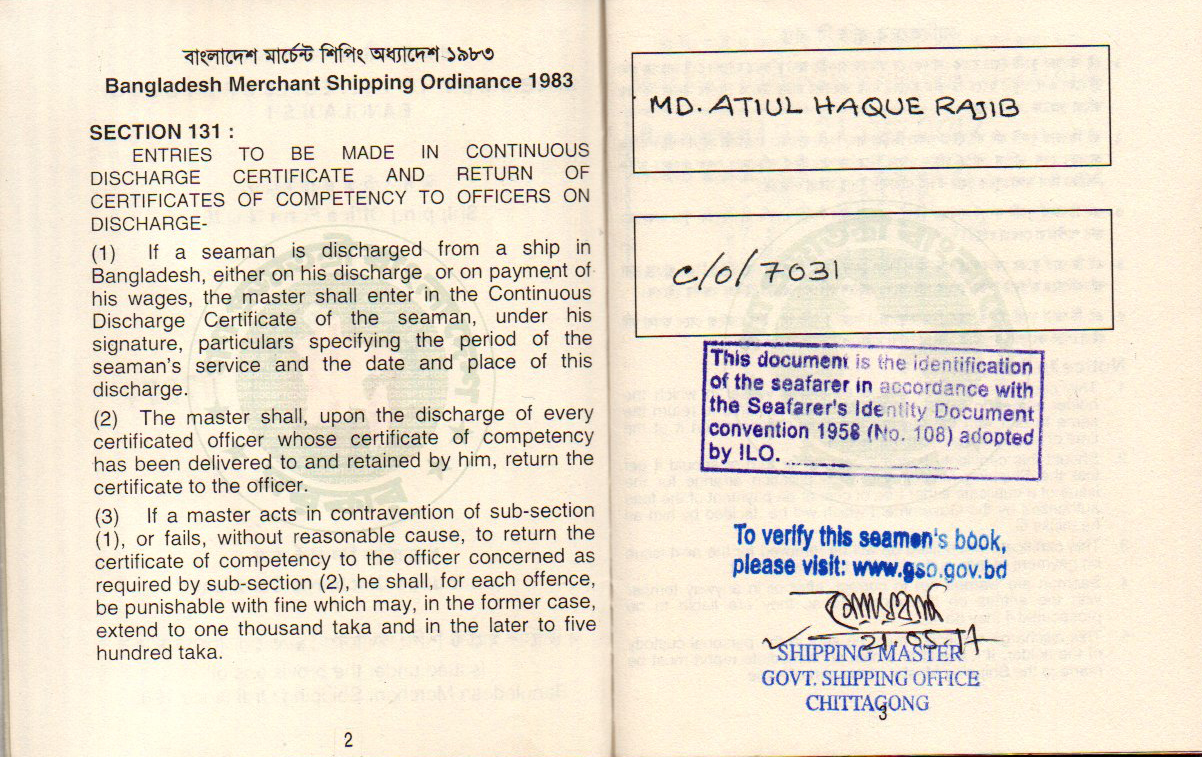 বাংলাদেশ মার্চেন্ট শিপিং অধ্যাদেশ ১৯৮৩
Bangladesh Merchant Shipping Ordinance 1983
SECTION 131 :
ENTRIES TO BE MADE IN CONTINUOUS
DISCHARGE CERTIFICATE AND RETURN OF
CERTIFICATES OF COMPETENCY TO OFFICERS ON
DISCHARGE-
(1) If a seaman is discharged from a ship in
Bangladesh, either on his discharge or on payment of
his wages, the master shall enter in the Continuous
Discharge Certificate of the seaman, under his
signature, particulars specifying the period of the
seaman's service and the date and place of this
discharge.
(2) The master shall, upon the discharge of every
certificated officer whose certificate of competency
has been delivered to and retained by him, return the
certificate to the officer.
(3) If a master acts in contravention of sub-section
(1), or fails, without reasonable cause, to return the
certificate of competency to the officer concerned as
required by sub-section (2), he shall, for each offence,
be punishable with fine which may, in the former case,
extend to one thousand taka and in the later to five
hundred taka.
2
MD. ATIUL HAQUE RAJIB
C/O/7031
This document is the identification
of the seafarer in accordance with
the Seafarer's Identity Document
convention 1958 (No. 108) adopted
by ILO.
To verify this seamen's book,
please visit: www.gso.gov.bd
21.05.17
SHIPPING MASTER
GOVT. SHIPPING OFFICE
CHITTAGONG
3